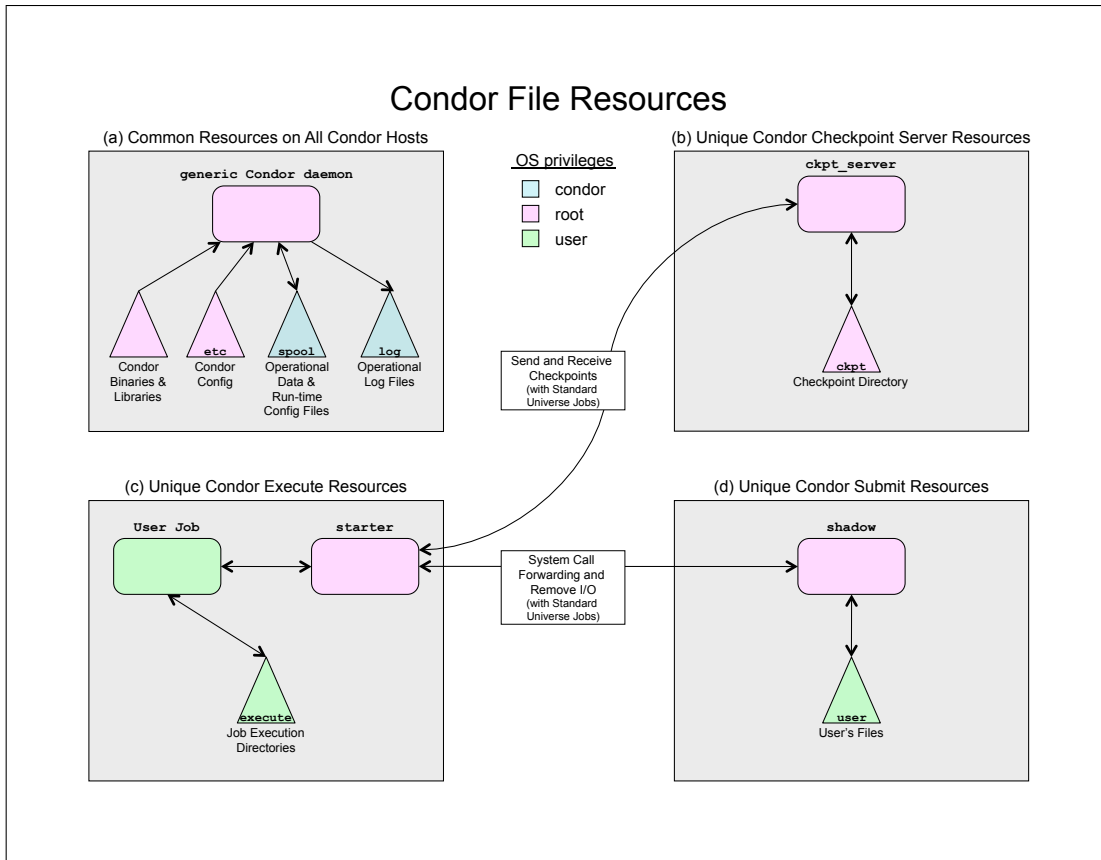 Condor File Resources
(a) Common Resources on All Condor Hosts
generic Condor daemon
Condor
Binaries &
Libraries
etc
Condor
Config
spool
Operational
Data &
Run-time
Config Files
log
Operational
Log Files
OS privileges
condor
root
user
(b) Unique Condor Checkpoint Server Resources
ckpt_server
ckpt
Checkpoint Directory
Send and Receive
Checkpoints
(with Standard
Universe Jobs)
(c) Unique Condor Execute Resources
User Job
starter
execute
Job Execution
Directories
System Call
Forwarding and
Remove I/O
(with Standard
Universe Jobs)
(d) Unique Condor Submit Resources
shadow
user
User's Files